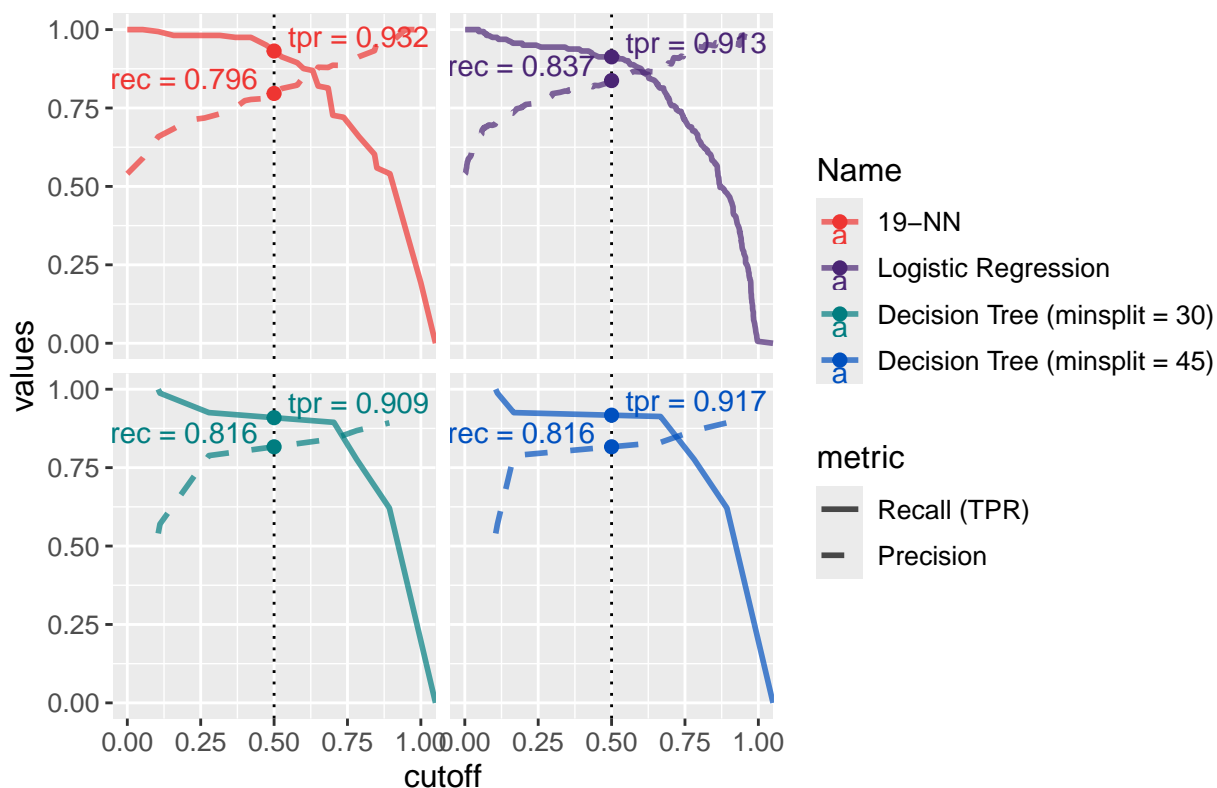 values
1.00
0.75
0.50
0.25
0.00
tpr = 0.932
rec = 0.796
tpr = 0.913
rec = 0.837
1.00
0.75
0.50
0.25
0.00
tpr = 0.909
rec = 0.816
tpr = 0.917
rec = 0.816
0.00 0.25 0.50 0.75 1.00 0.00 0.25 0.50 0.75 1.00
cutoff
Name
a 19−NN
a Logistic Regression
a Decision Tree (minsplit = 30)
a Decision Tree (minsplit = 45)
metric
Recall (TPR)
Precision